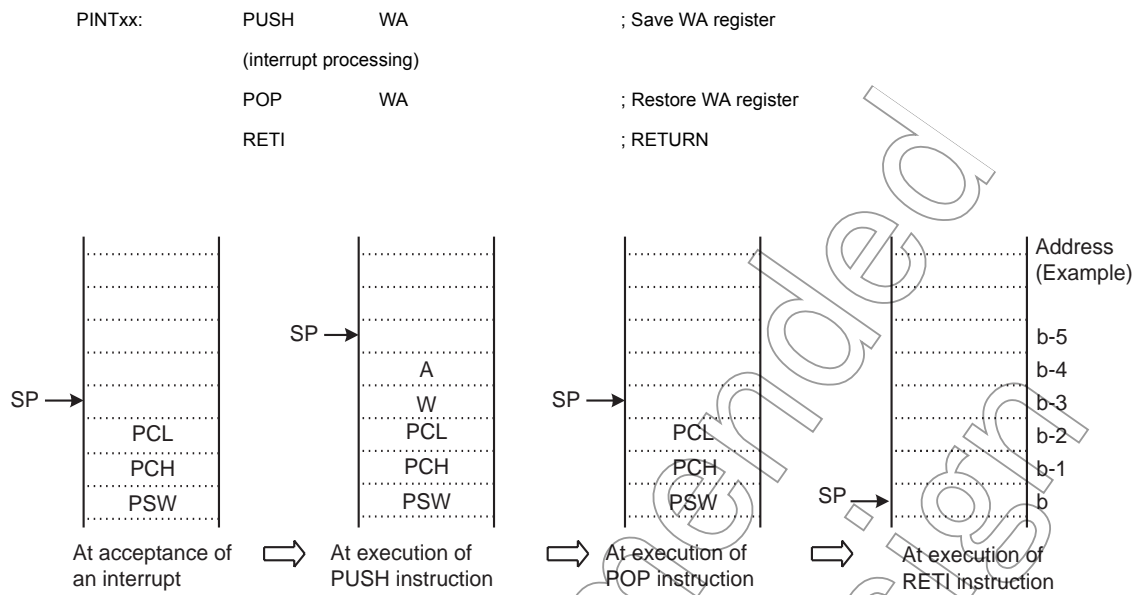 PINTxx: PUSH WA ; Save WA register
(interrupt processing)
POP WA ; Restore WA register
RETI ; RETURN
Address
(Example)
SP
b-5
A
b-4
SP
W
SP
b-3
PCL
PCL
PCL
b-2
PCH
PCH
PCH
b-1
PSW
PSW
PSW
SP
b
At acceptance of
an interrupt
At execution of
PUSH instruction
At execution of
POP instruction
At execution of
RETI instruction